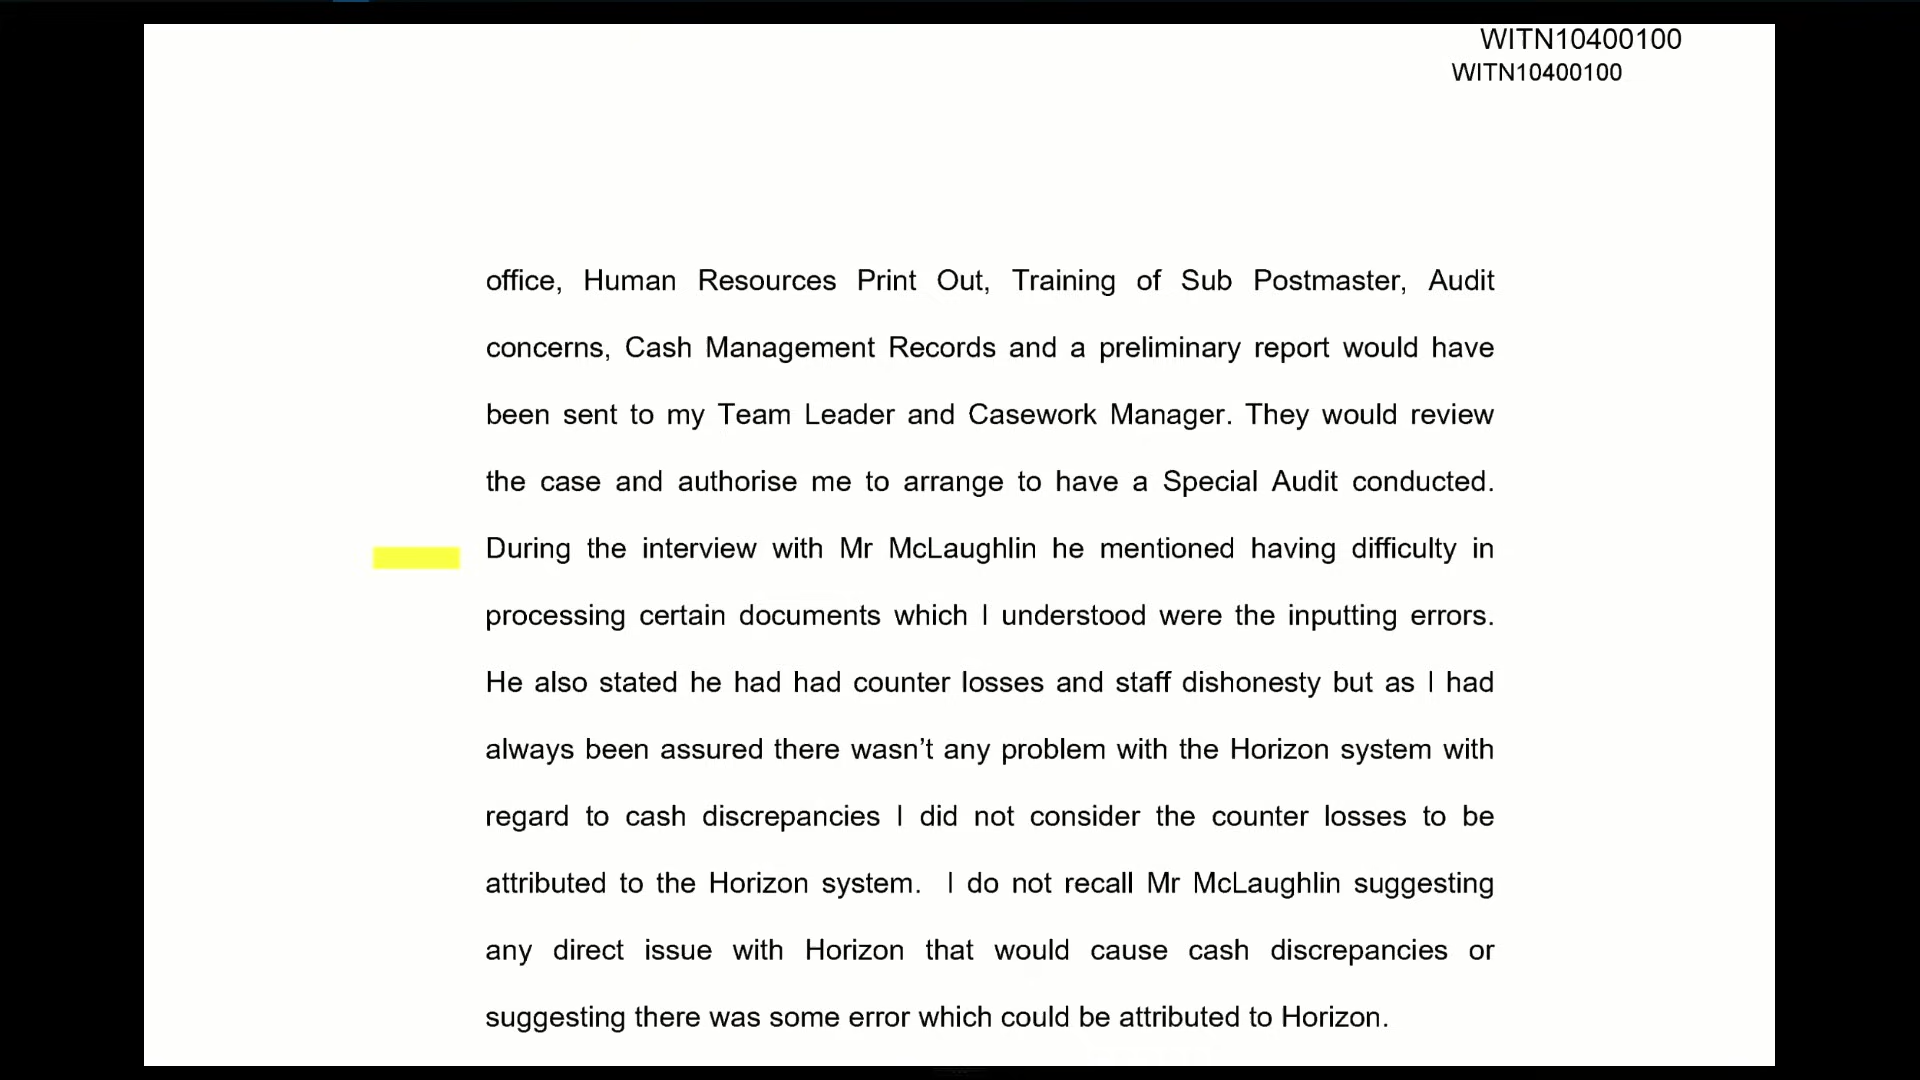 WITN10400100
WITN10400100
office, Human Resources Print Out, Training of Sub Postmaster, Audit
concerns, Cash Management Records and a preliminary report would have
been sent to my Team Leader and Casework Manager. They would review
the case and authorise me to arrange to have a Special Audit conducted.
During the interview with Mr McLaughlin he mentioned having difficulty in
processing certain documents which I understood were the inputting errors.
He also stated he had had counter losses and staff dishonesty but as I had
always been assured there wasn’t any problem with the Horizon system with
regard to cash discrepancies I did not consider the counter losses to be
attributed to the Horizon system.  I do not recall Mr McLaughlin suggesting
any direct issue with Horizon that would cause cash discrepancies or
suggesting there was some error which could be attributed to Horizon.